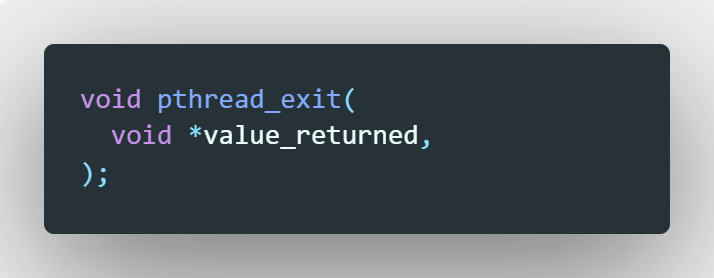 void pthread_exit(
  void *value_returned,
);